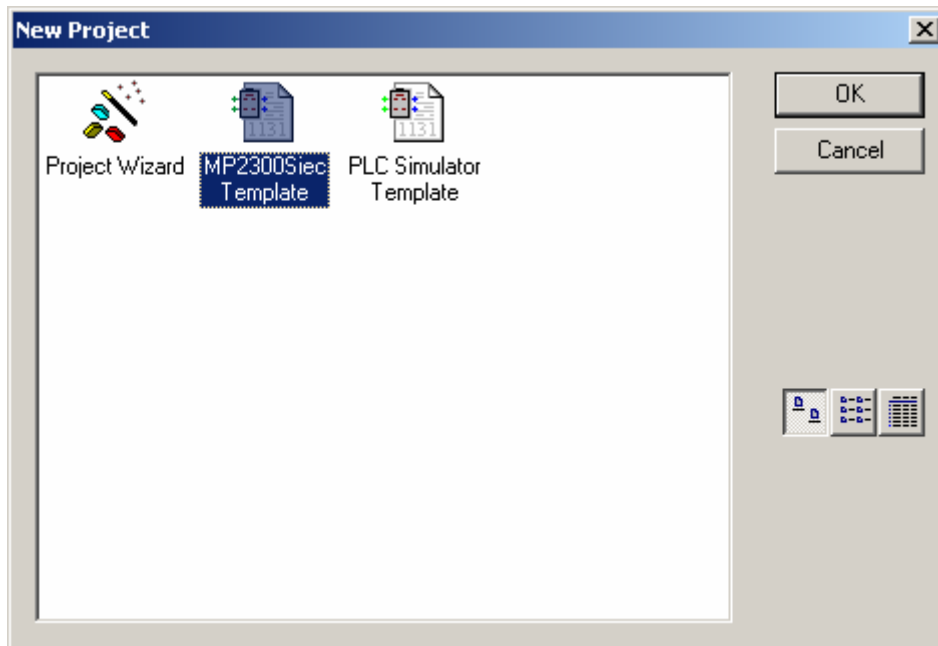 New Project
OK
Cancel
1131
1131
Project Wizard
MP2300Siec
Template
PLC Simulator
Template